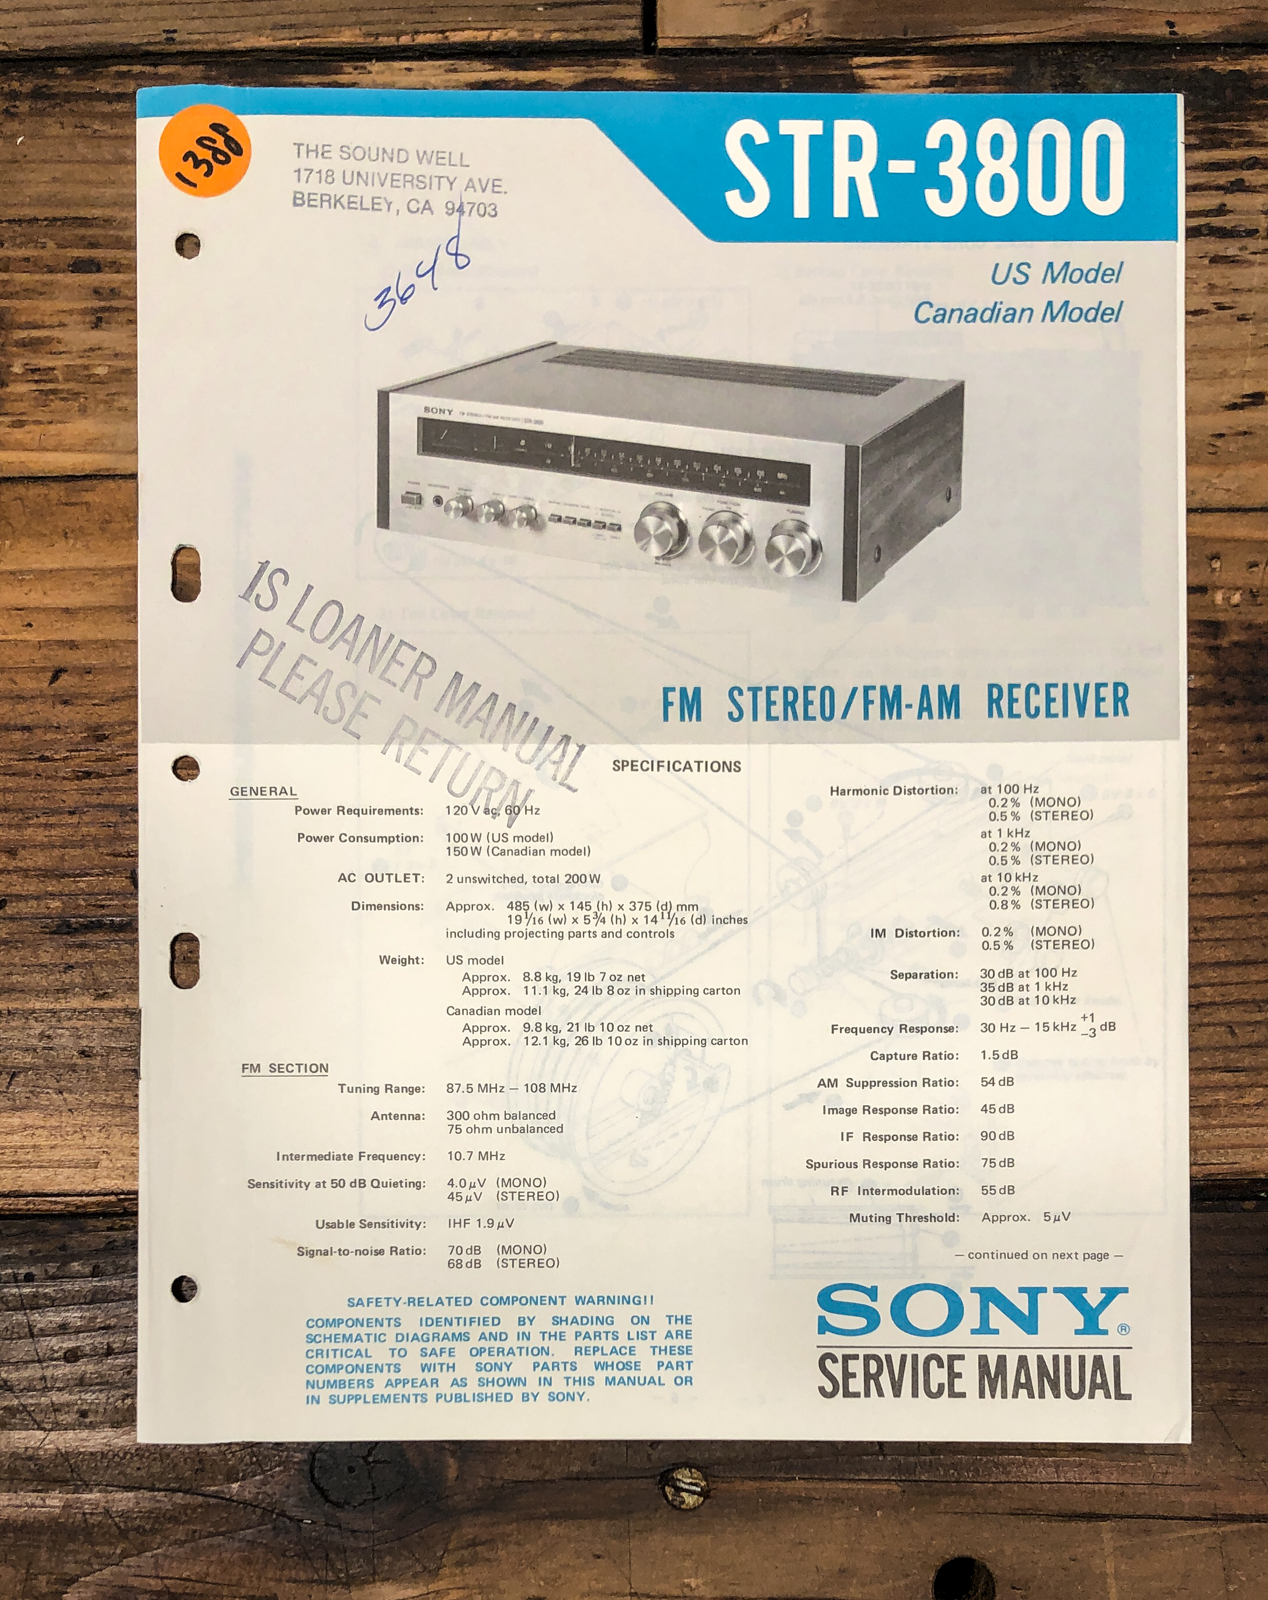 1388
THE SOUND WELL
1718 UNIVERSITY AVE.
BERKELEY, CA 94703
3648
STR-3800
US Model
Canadian Model
SONY
IS LOANER MANUAL
PLEASE RETURN
FM STEREO/FM-AM RECEIVER
SPECIFICATIONS
GENERAL
Power Requirements: 120 V ac, 60 Hz
Power Consumption: 100 W (US model)
150 W (Canadian model)
AC OUTLET: 2 unswitched, total 200 W
Dimensions: Approx. 485 (w) x 145 (h) x 375 (d) mm
19 1/16 (w) x 5 3/4 (h) x 14 11/16 (d) inches
including projecting parts and controls
Weight: US model
Approx. 8.8 kg, 19 lb 7 oz net
Approx. 11.1 kg, 24 lb 8 oz in shipping carton
Canadian model
Approx. 9.8 kg, 21 lb 10 oz net
Approx. 12.1 kg, 26 lb 10 oz in shipping carton
FM SECTION
Tuning Range: 87.5 MHz – 108 MHz
Antenna: 300 ohm balanced
75 ohm unbalanced
Intermediate Frequency: 10.7 MHz
Sensitivity at 50 dB Quieting: 4.0 µV (MONO)
45 µV (STEREO)
Usable Sensitivity: IHF 1.9 µV
Signal-to-noise Ratio: 70 dB (MONO)
68 dB (STEREO)
Harmonic Distortion: at 100 Hz
0.2% (MONO)
0.5% (STEREO)
at 1 kHz
0.2% (MONO)
0.5% (STEREO)
at 10 kHz
0.2% (MONO)
0.8% (STEREO)
IM Distortion: 0.2% (MONO)
0.5% (STEREO)
Separation: 30 dB at 100 Hz
35 dB at 1 kHz
30 dB at 10 kHz
Frequency Response: 30 Hz – 15 kHz +1 –3 dB
Capture Ratio: 1.5 dB
AM Suppression Ratio: 54 dB
Image Response Ratio: 45 dB
IF Response Ratio: 90 dB
Spurious Response Ratio: 75 dB
RF Intermodulation: 55 dB
Muting Threshold: Approx. 5 µV
– continued on next page –
SAFETY-RELATED COMPONENT WARNING!!
COMPONENTS IDENTIFIED BY SHADING ON THE
SCHEMATIC DIAGRAMS AND IN THE PARTS LIST ARE
CRITICAL TO SAFE OPERATION. REPLACE THESE
COMPONENTS WITH SONY PARTS WHOSE PART
NUMBERS APPEAR AS SHOWN IN THIS MANUAL OR
IN SUPPLEMENTS PUBLISHED BY SONY.
SONY®
SERVICE MANUAL